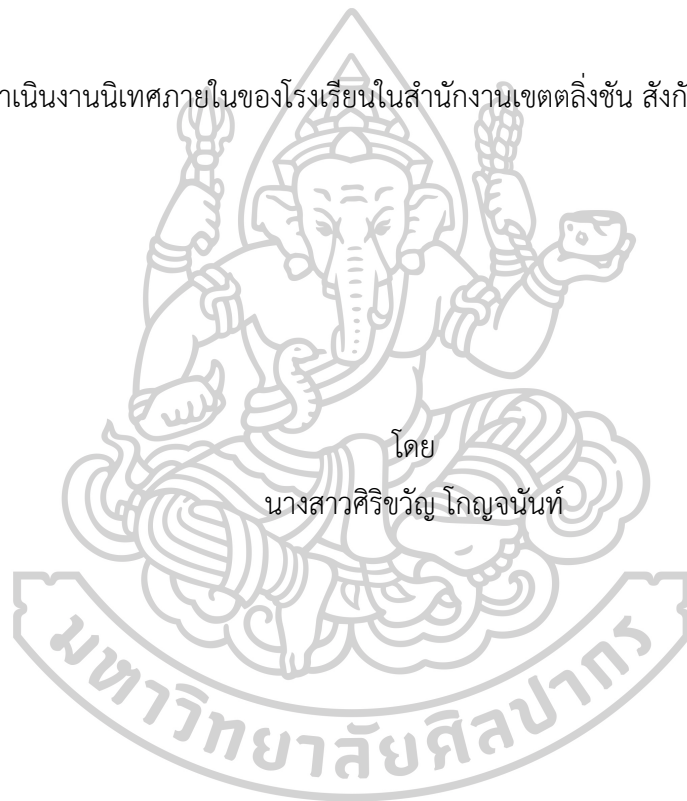 าเนินงานนิเทศภายในของโรงเรียนในสำนักงานเขตตลิ่งชัน สังกั
โดย
นางสาวศิริขวัญ โกญจนันท์
มหาวิทยาลัยศิลปากร